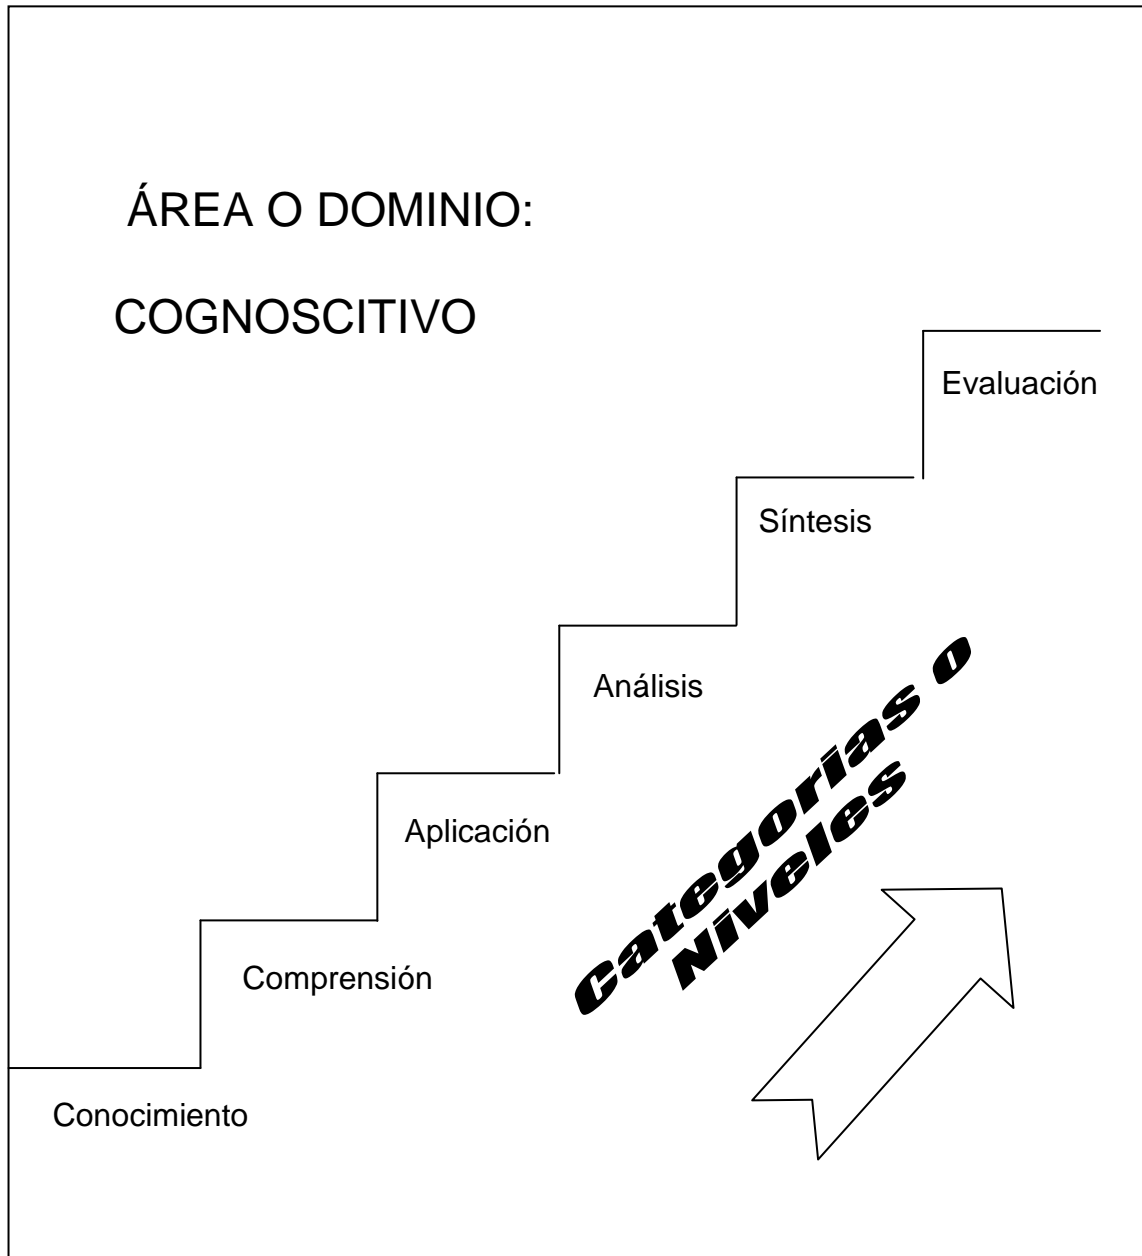 ÁREA O DOMINIO:
COGNOSCITIVO
Evaluación
Síntesis
Análisis
Aplicación
Comprensión
Conocimiento
Categorias o
Niveles